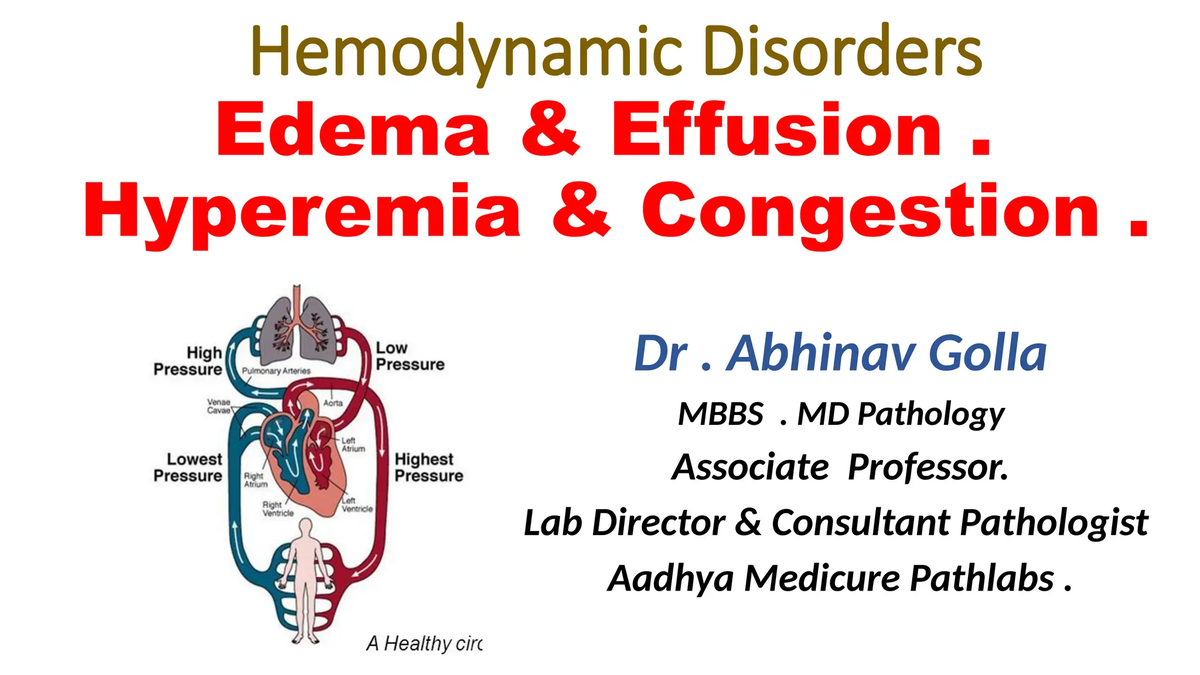 Hemodynamic Disorders
Edema & Effusion .
Hyperemia & Congestion .
High
Pressure
Pulmonary Arteries
Low
Pressure
Venae
Cavae
Aorta
Left
Atrium
Lowest
Pressure
Right
Atrium
Highest
Pressure
Right
Ventricle
Left
Ventricle
A Healthy circ
Dr . Abhinav Golla
MBBS . MD Pathology
Associate Professor.
Lab Director & Consultant Pathologist
Aadhya Medicure Pathlabs .